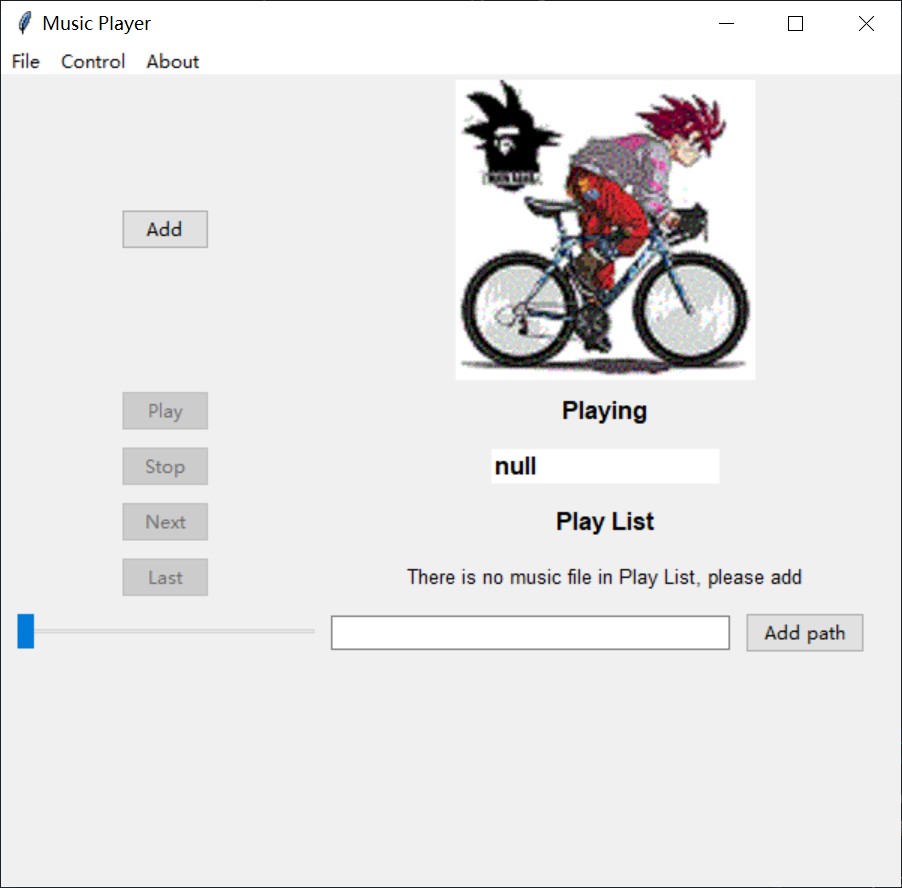 Music Player
File Control About
Add
Play
Playing
Stop
null
Next
Play List
Last
There is no music file in Play List, please add
Add path